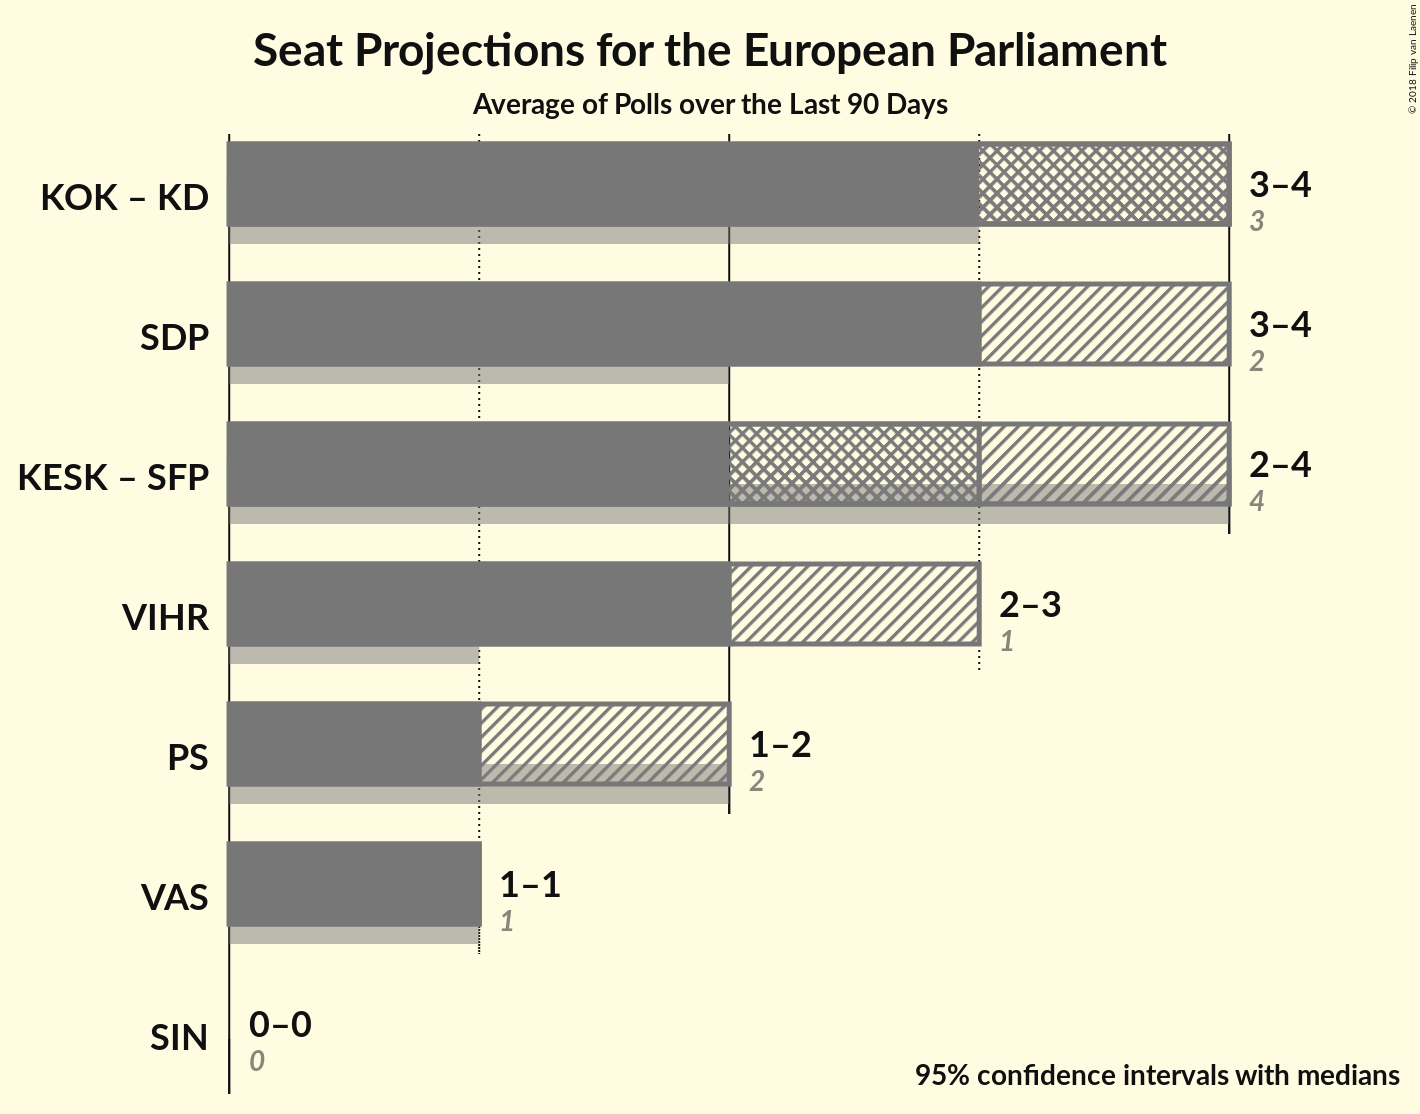 Seat Projections for the European Parliament
Average of Polls over the Last 90 Days
© 2018 Filip van Laenen
KOK – KD
3–4
3
SDP
3–4
2
KESK – SFP
2–4
4
VIHR
2–3
1
PS
1–2
2
VAS
1–1
1
SIN
0–0
0
95% confidence intervals with medians